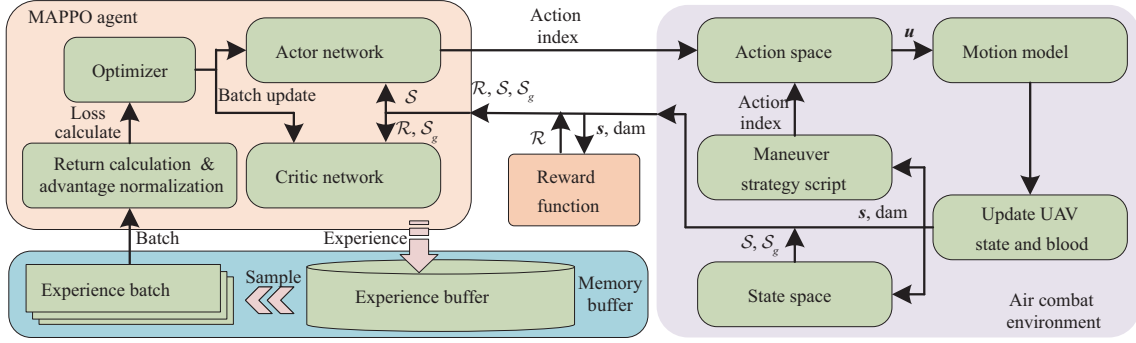 MAPPO agent
Optimizer
Actor network
Batch update
Loss
calculate
Return calculation &
advantage normalization
Critic network
𝒮
ℛ, 𝒮g
Batch
Experience
Experience batch
Sample
Experience buffer
Memory
buffer
Action
index
ℛ, 𝒮, 𝒮g
ℛ
s, dam
Reward
function
Action space
u
Motion model
Action
index
Maneuver
strategy script
s, dam
Update UAV
state and blood
𝒮, 𝒮g
State space
Air combat
environment